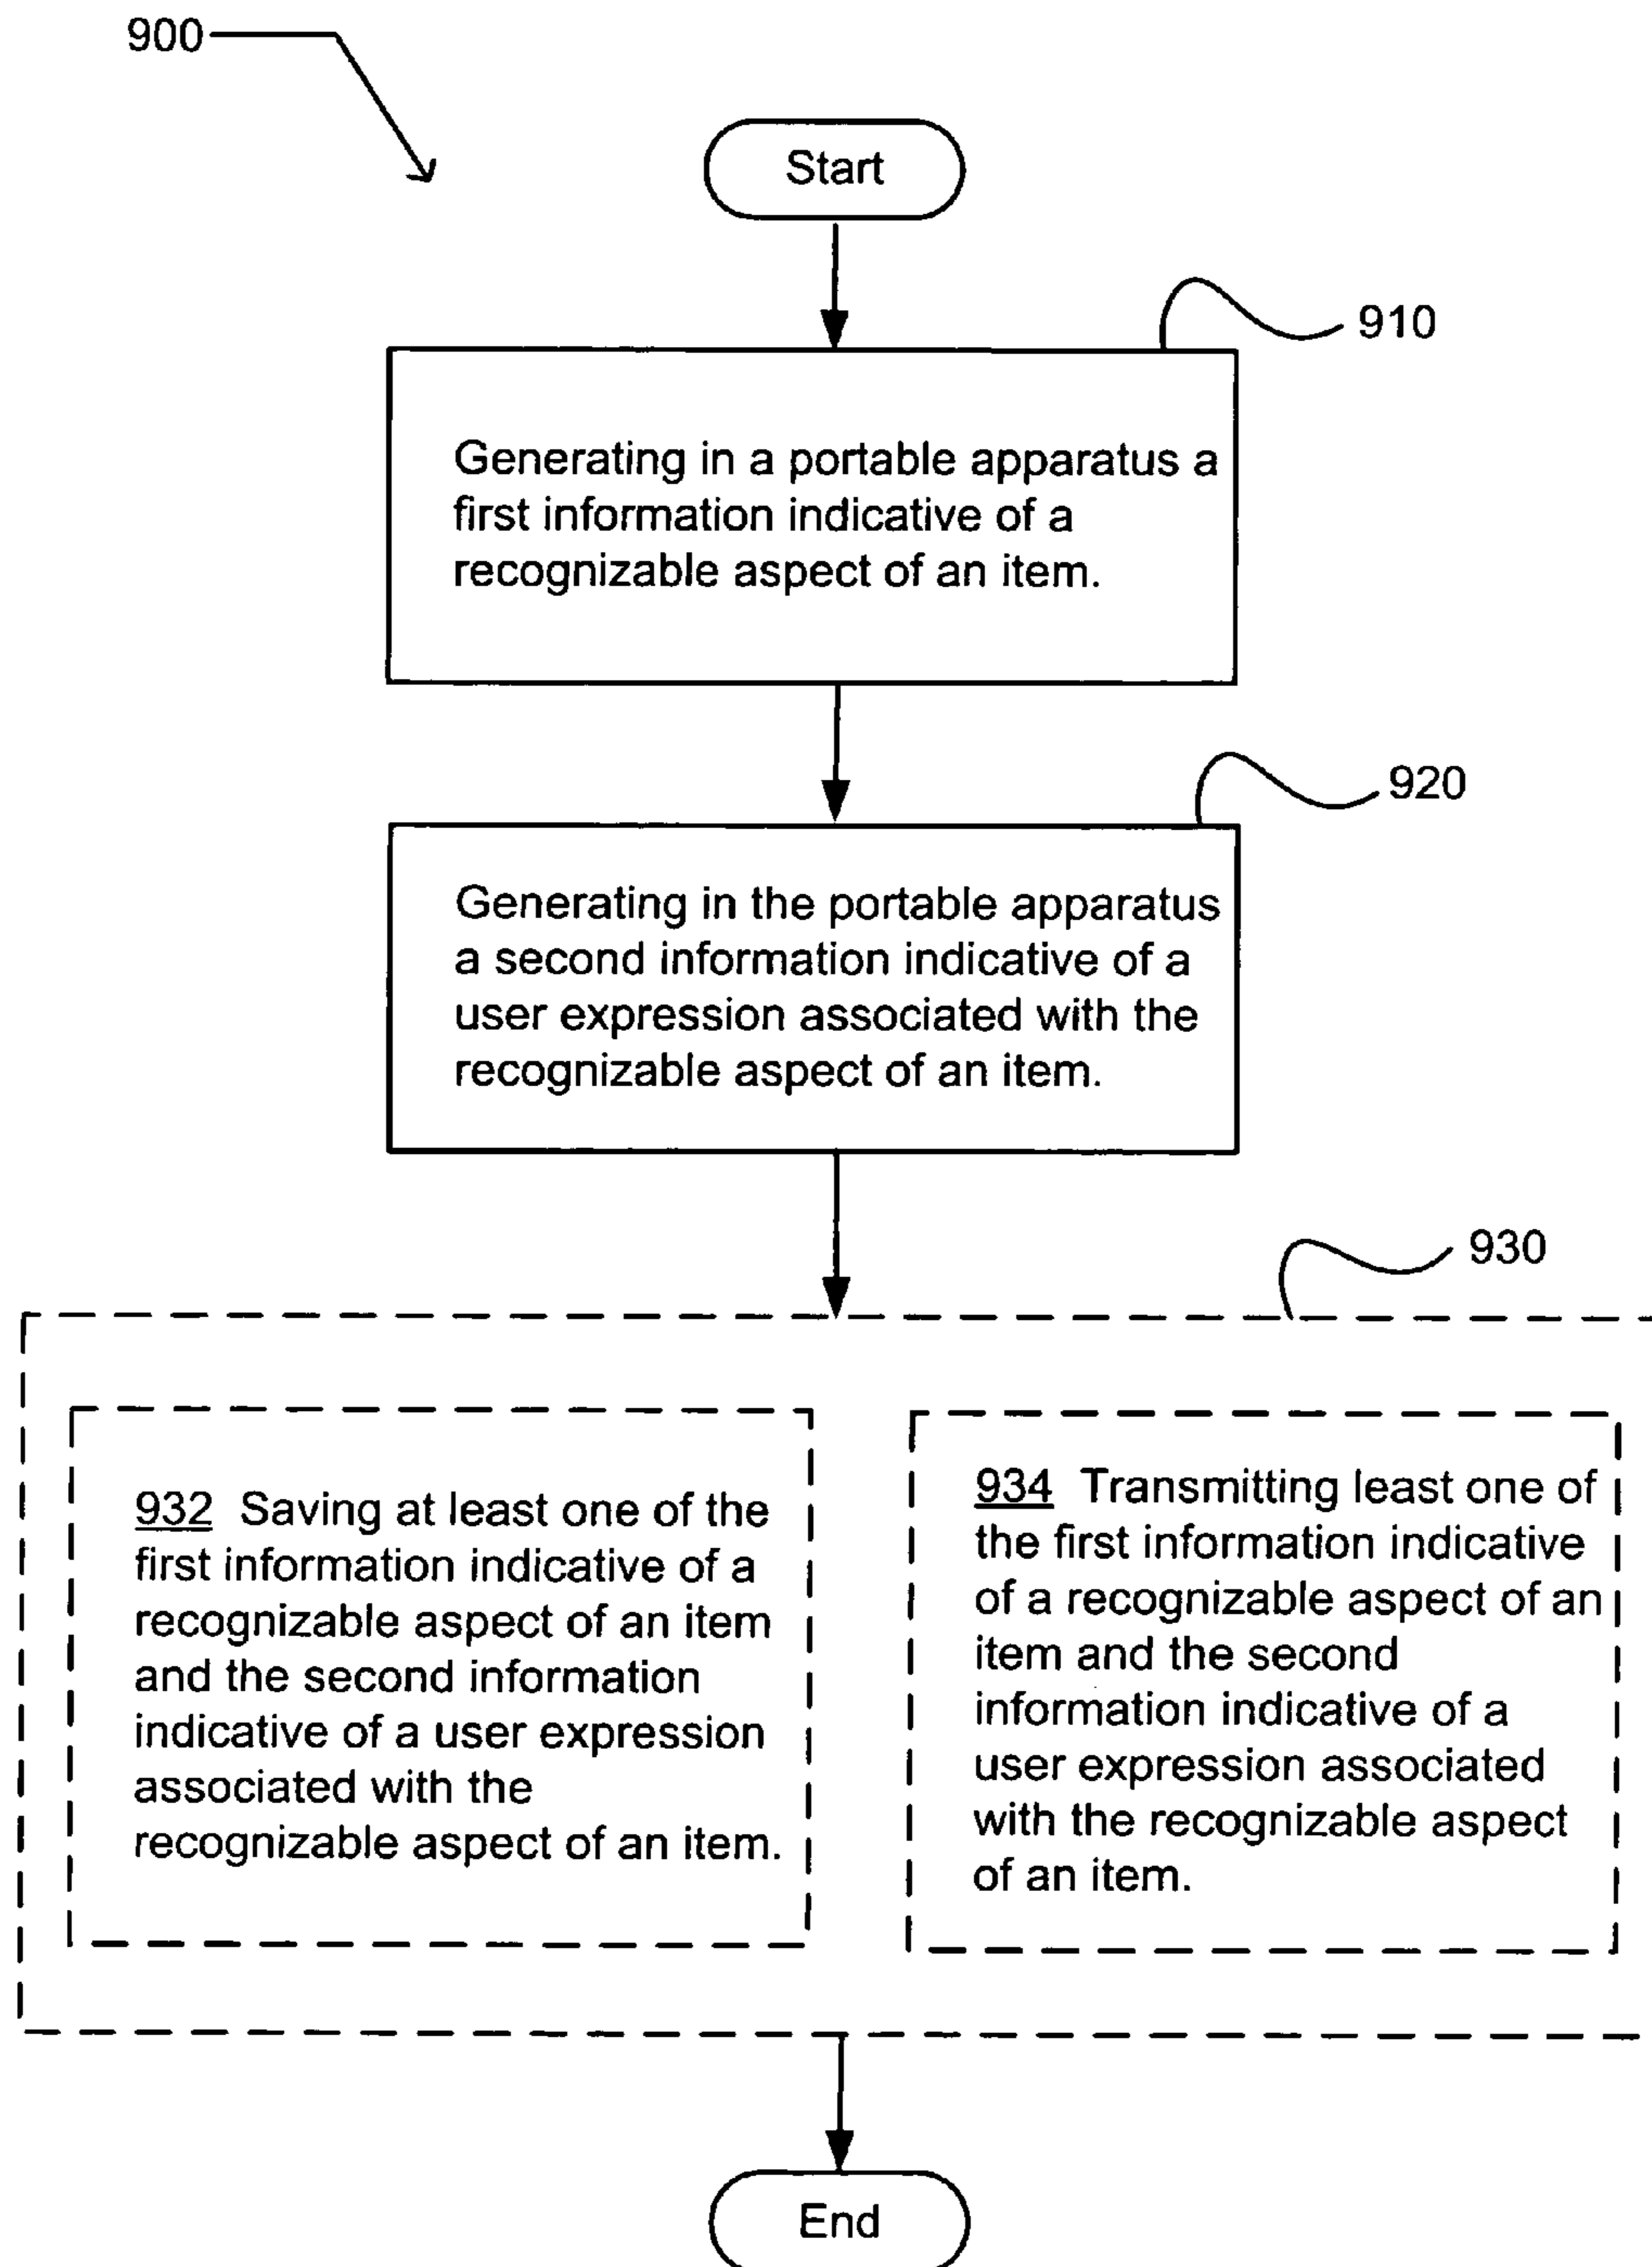 900
Start
910
Generating in a portable apparatus a
first information indicative of a
recognizable aspect of an item.
920
Generating in the portable apparatus
a second information indicative of a
user expression associated with the
recognizable aspect of an item.
930
932 Saving at least one of the
first information indicative of a
recognizable aspect of an item
and the second information
indicative of a user expression
associated with the
recognizable aspect of an item.
934 Transmitting least one of
the first information indicative
of a recognizable aspect of an
item and the second
information indicative of a
user expression associated
with the recognizable aspect
of an item.
End